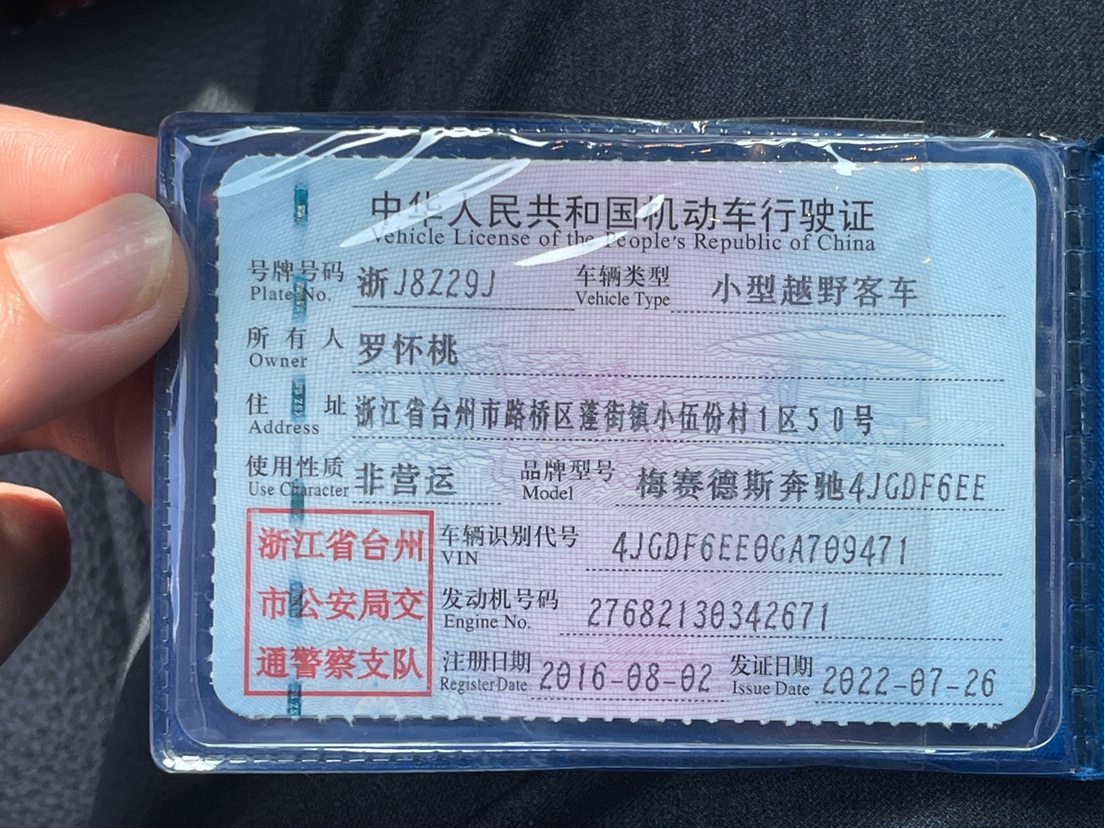 中华人民共和国机动车行驶证
Vehicle License of the People's Republic of China
号牌号码 浙J8Z29J 车辆类型 小型越野客车
Plate No. Vehicle Type
所有人 罗怀桃
Owner
住址 浙江省台州市路桥区蓬街镇小伍份村1区50号
Address
使用性质 非营运 品牌型号 梅赛德斯奔驰4JGDF6EE
Use Character Model
浙江省台州
市公安局交
通警察支队
车辆识别代号 4JGDF6EE0GA709471
VIN
发动机号码 27682130342671
Engine No.
注册日期 2016-08-02 发证日期 2022-07-26
Register Date Issue Date